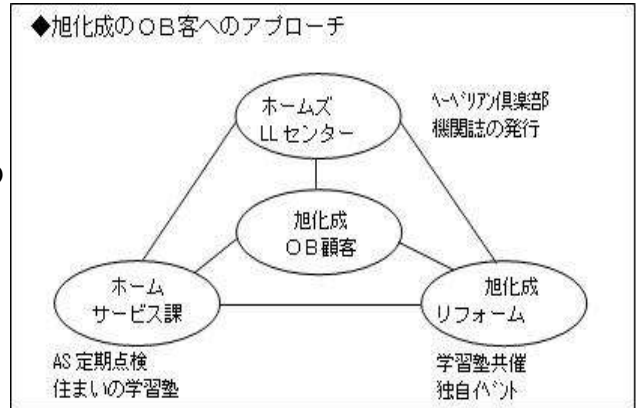 ◆旭化成のＯＢ客へのアプローチ
ホームズ
LLセンター
ﾍｰﾍﾞﾘｱﾝ倶楽部
機関誌の発行
旭化成
ＯＢ顧客
ホーム
サービス課
旭化成
リフォーム
AS定期点検
住まいの学習塾
学習塾共催
独自ｲﾍﾞﾝﾄ